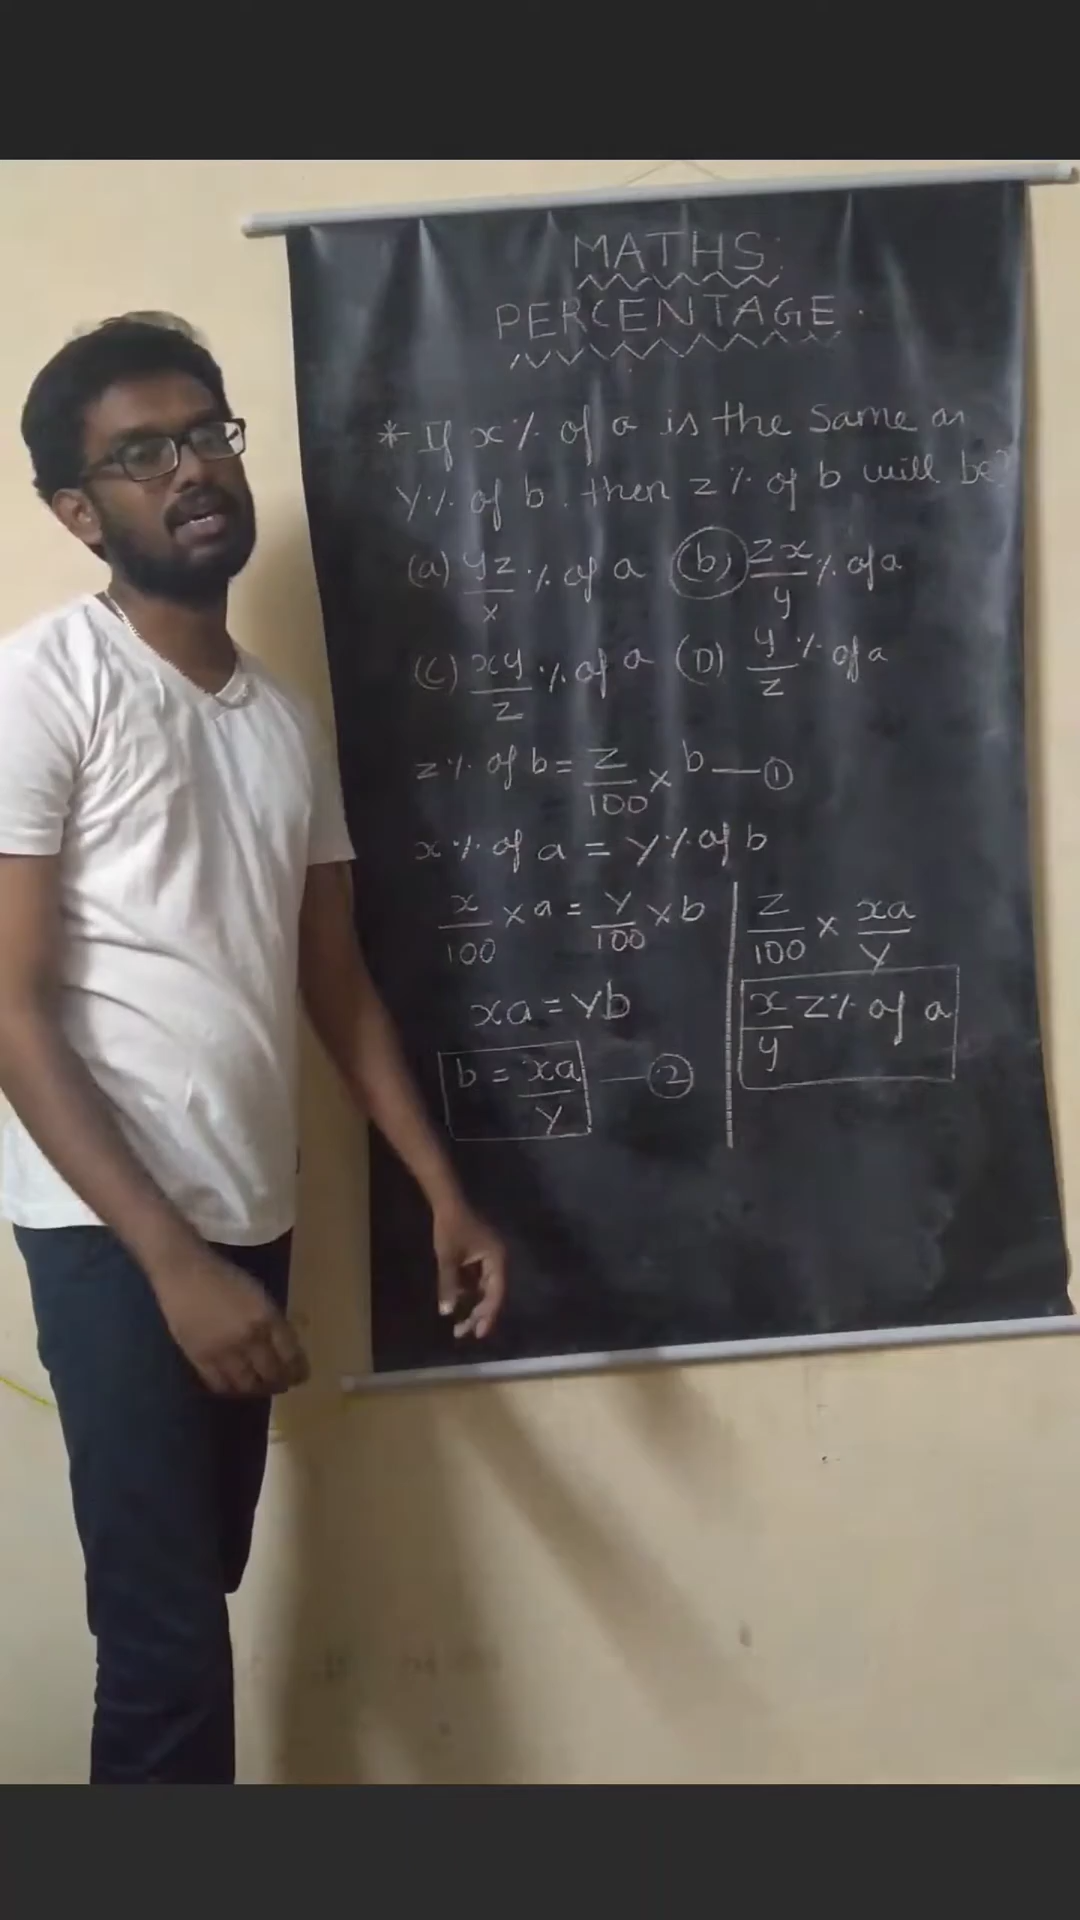 MATHS:
PERCENTAGE.
* If x% of a is the same as
Y% of b. then z% of b will be?
(a) yz/x % of a (b) zx/y % of a
(C) xy/z % of a (D) y/z % of a
z% of b = z/100 × b — ①
x% of a = Y% of b
x/100 × a = Y/100 × b
xa = Yb
b = xa/Y — ②
z/100 × xa/Y
x/y z% of a